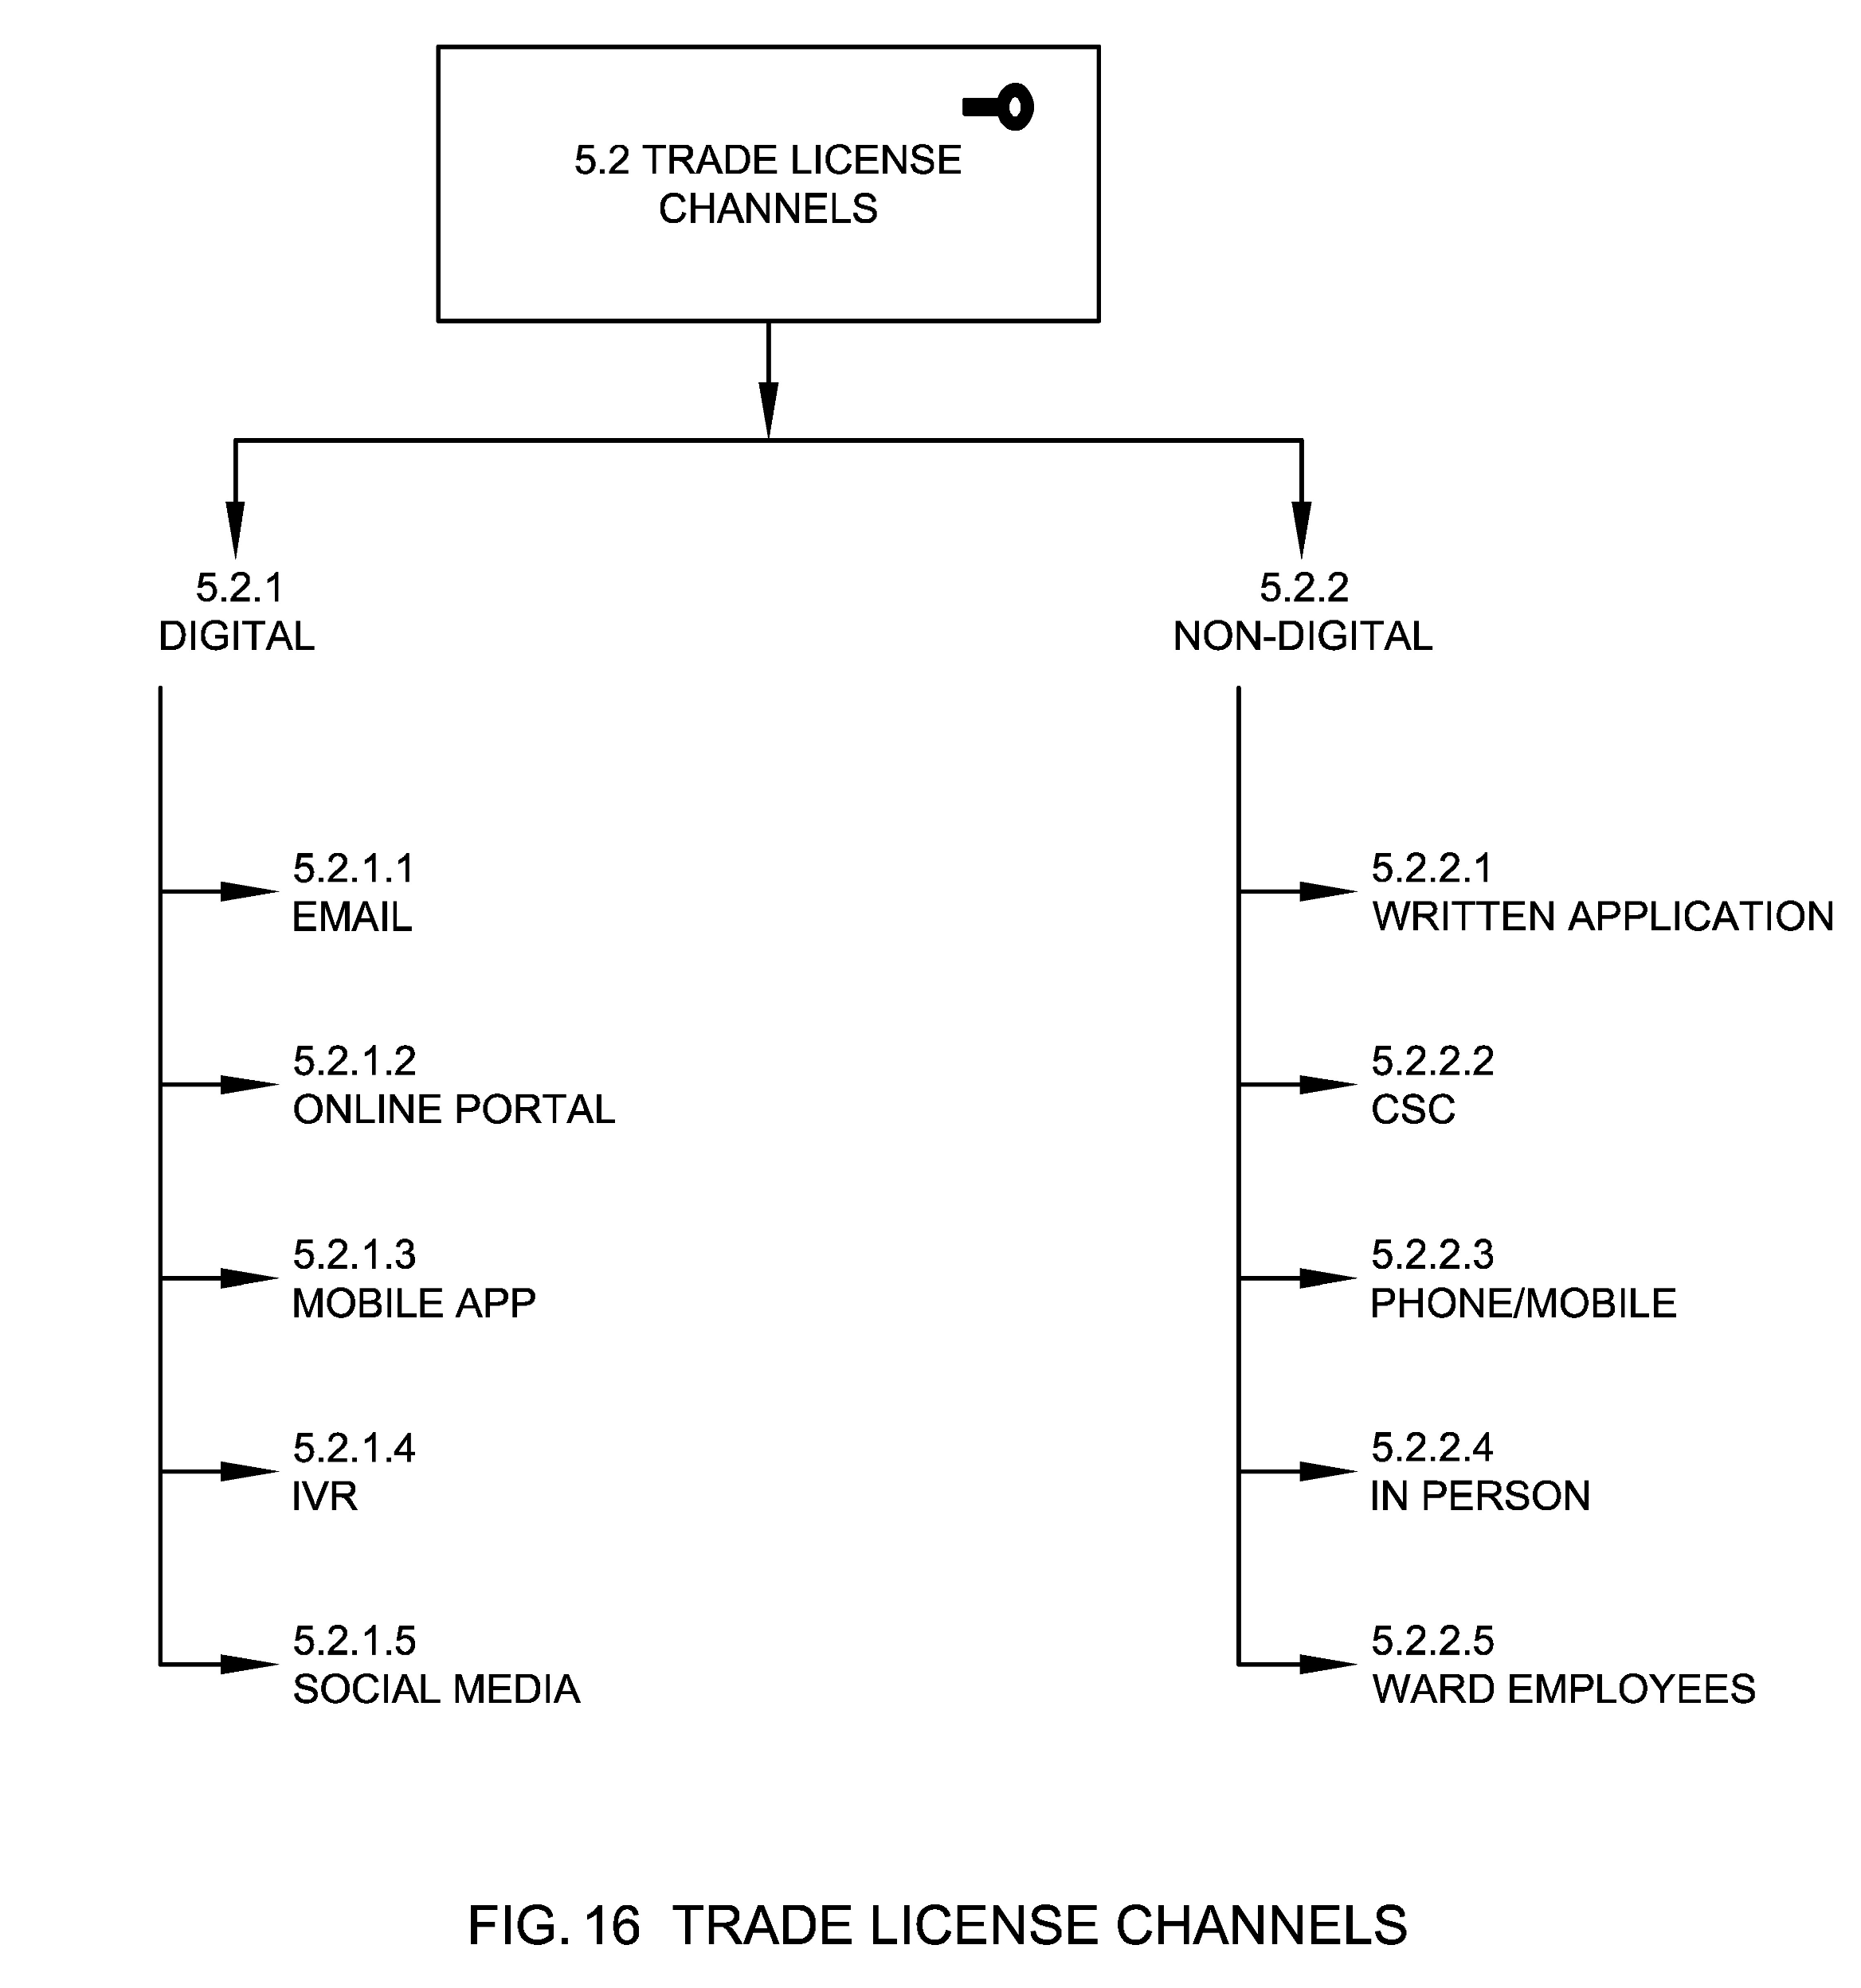 5.2 TRADE LICENSE
CHANNELS
5.2.1
DIGITAL
5.2.1.1
EMAIL
5.2.1.2
ONLINE PORTAL
5.2.1.3
MOBILE APP
5.2.1.4
IVR
5.2.1.5
SOCIAL MEDIA
5.2.2
NON-DIGITAL
5.2.2.1
WRITTEN APPLICATION
5.2.2.2
CSC
5.2.2.3
PHONE/MOBILE
5.2.2.4
IN PERSON
5.2.2.5
WARD EMPLOYEES
FIG. 16 TRADE LICENSE CHANNELS